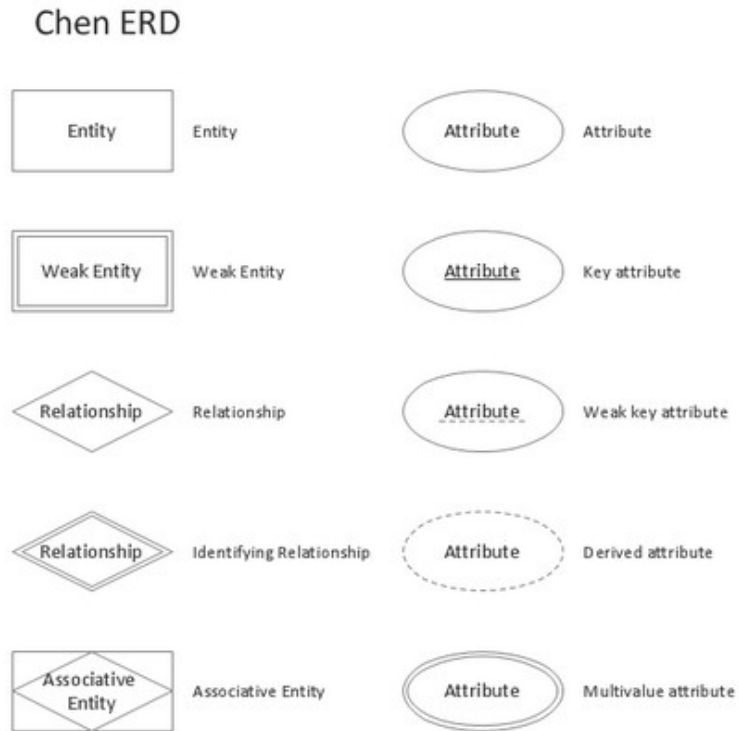 Chen ERD
Entity
Entity
Attribute
Attribute
Weak Entity
Weak Entity
Attribute
Key attribute
Relationship
Relationship
Attribute
Weak key attribute
Relationship
Identifying Relationship
Attribute
Derived attribute
Associative
Entity
Associative Entity
Attribute
Multivalue attribute